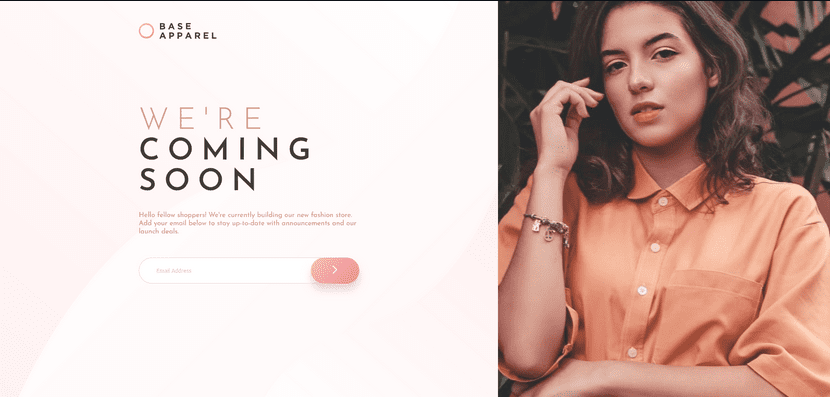 BASE
APPAREL
WE'RE
COMING
SOON
Hello fellow shoppers! We're currently building our new fashion store.
Add your email below to stay up-to-date with announcements and our
launch deals.
Email Address